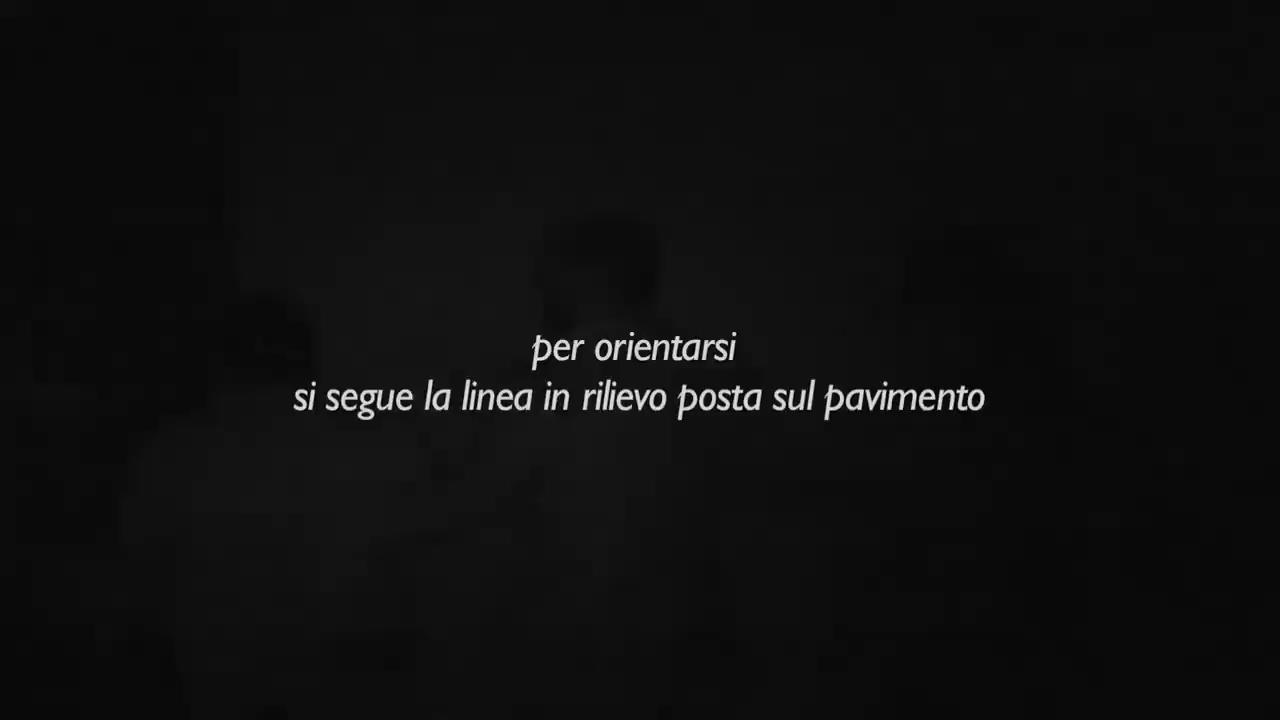 per orientarsi
si segue la linea in rilievo posta sul pavimento